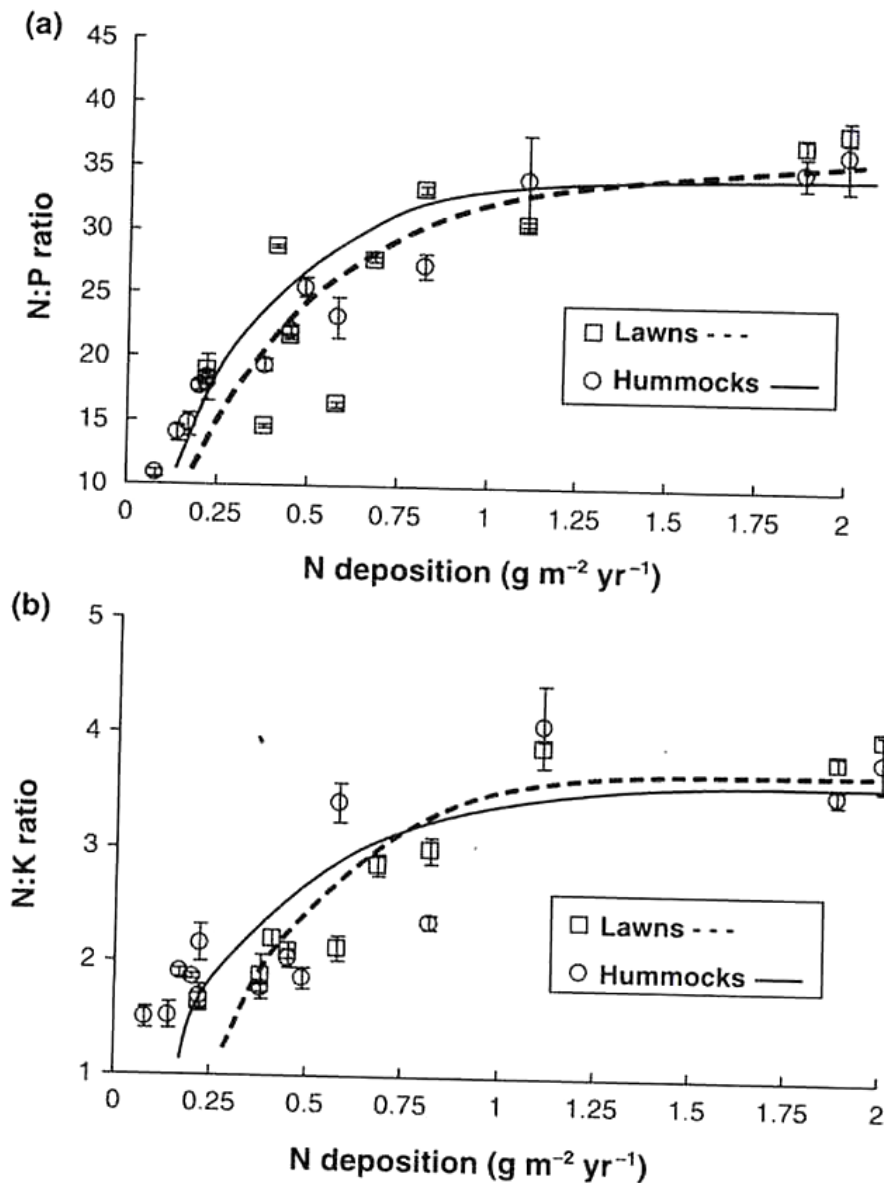 (a)
45
40
35
30
25
20
15
10
N:P ratio
Lawns ---
Hummocks —
0 0.25 0.5 0.75 1 1.25 1.5 1.75 2
N deposition (g m⁻² yr⁻¹)
(b)
5
4
3
2
1
N:K ratio
Lawns ---
Hummocks —
0 0.25 0.5 0.75 1 1.25 1.5 1.75 2
N deposition (g m⁻² yr⁻¹)